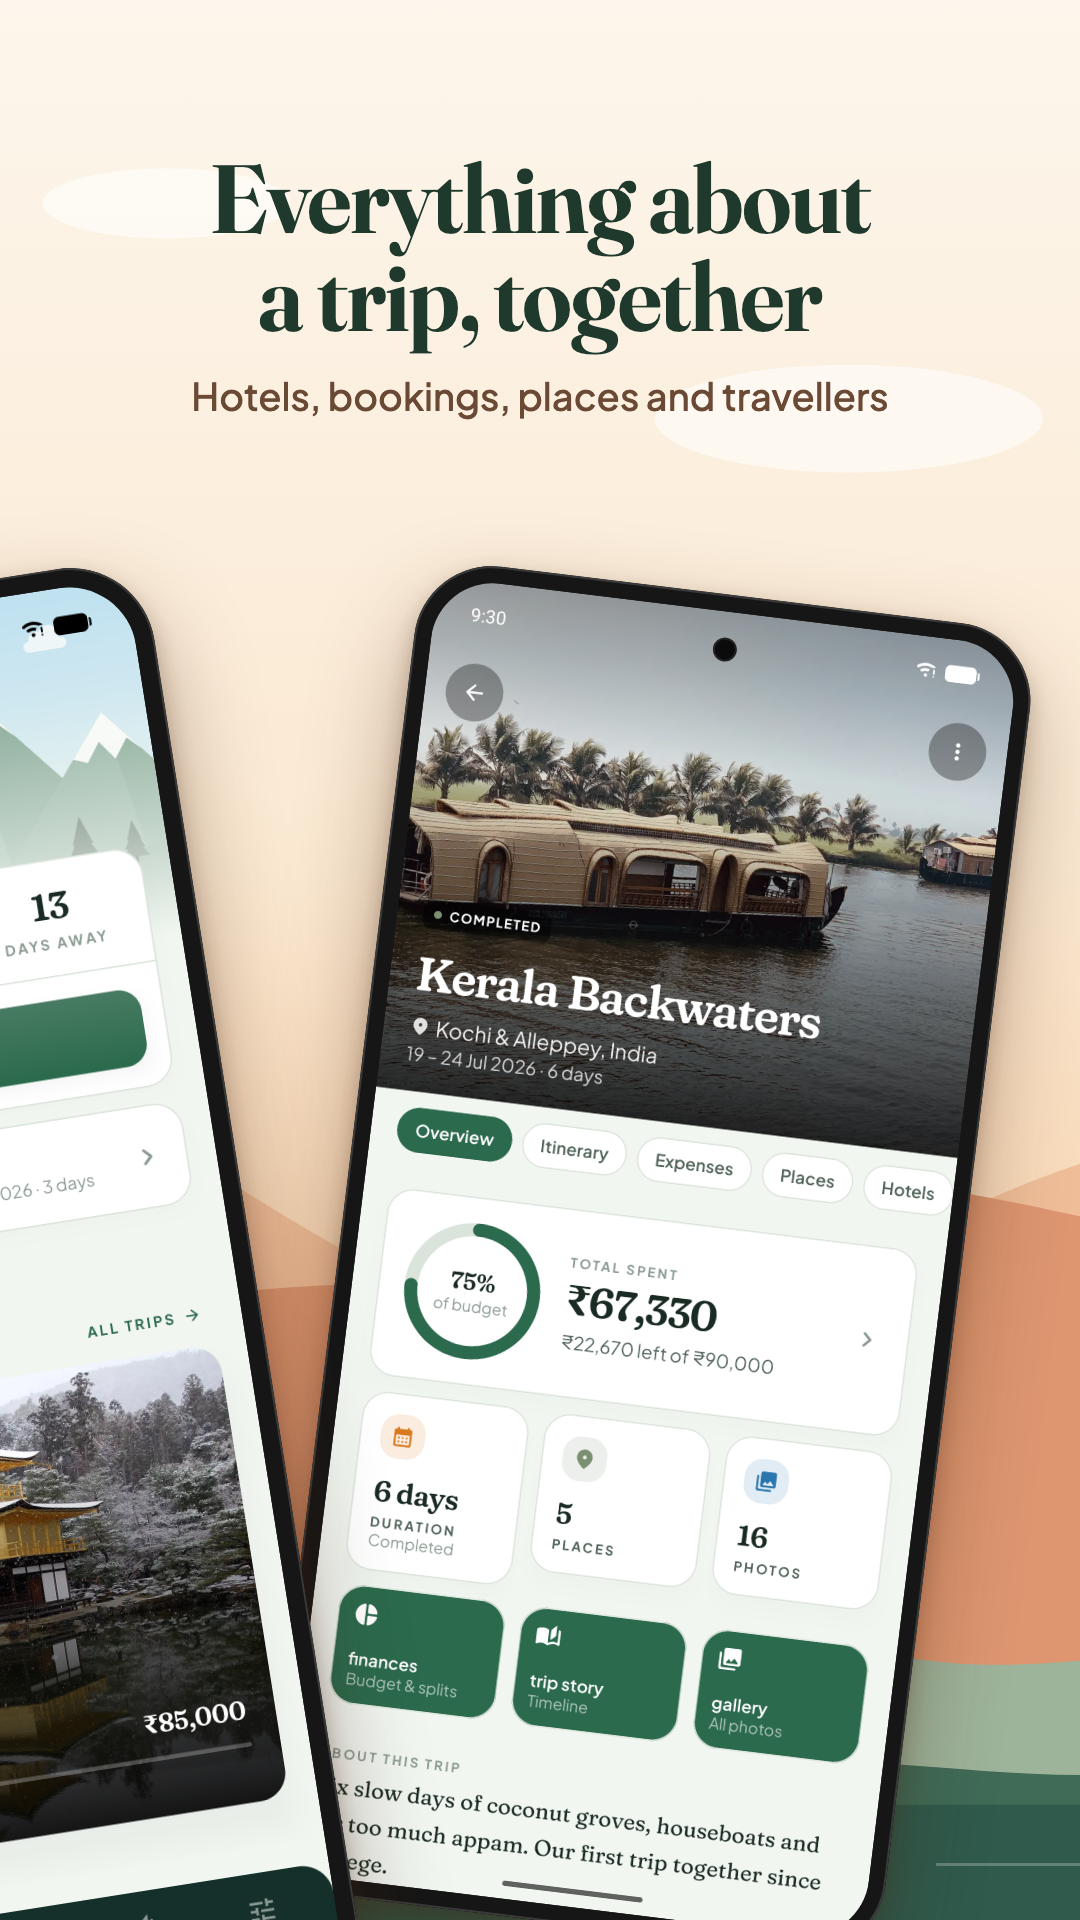 Everything about
a trip, together
Hotels, bookings, places and travellers
13
DAYS AWAY
026 · 3 days
ALL TRIPS →
₹85,000
9:30
COMPLETED
Kerala Backwaters
Kochi & Alleppey, India
19 – 24 Jul 2026 · 6 days
Overview
Itinerary
Expenses
Places
Hotels
75%
of budget
TOTAL SPENT
₹67,330
₹22,670 left of ₹90,000
6 days
DURATION
Completed
5
PLACES
16
PHOTOS
finances
Budget & splits
trip story
Timeline
gallery
All photos
BOUT THIS TRIP
x slow days of coconut groves, houseboats and
too much appam. Our first trip together since
ege.